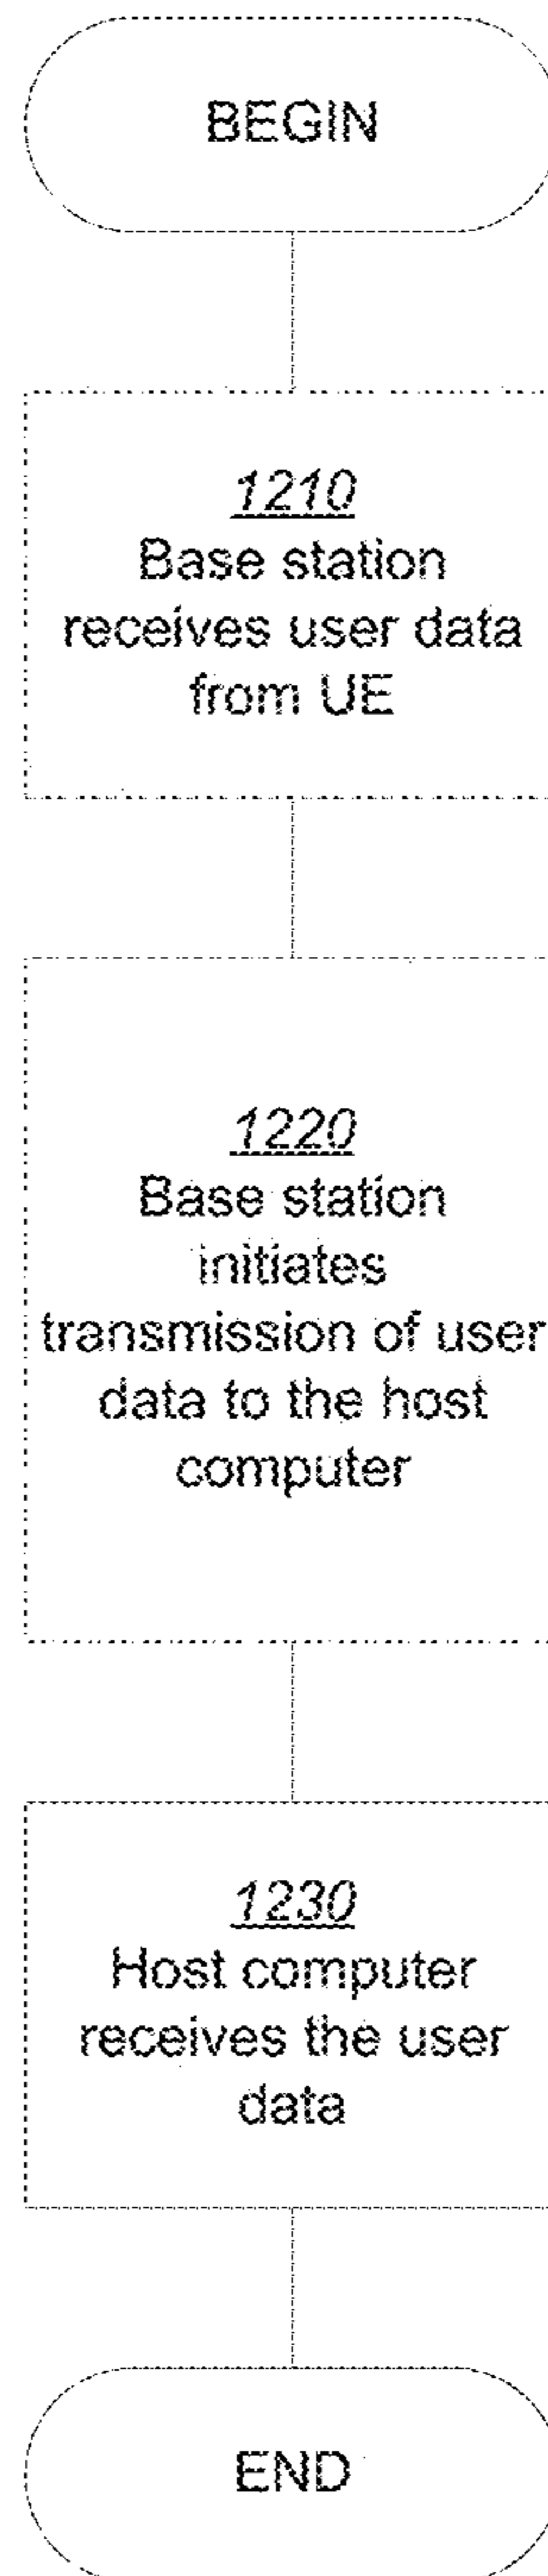 BEGIN
1210
Base station
receives user data
from UE
1220
Base station
initiates
transmission of user
data to the host
computer
1230
Host computer
receives the user
data
END